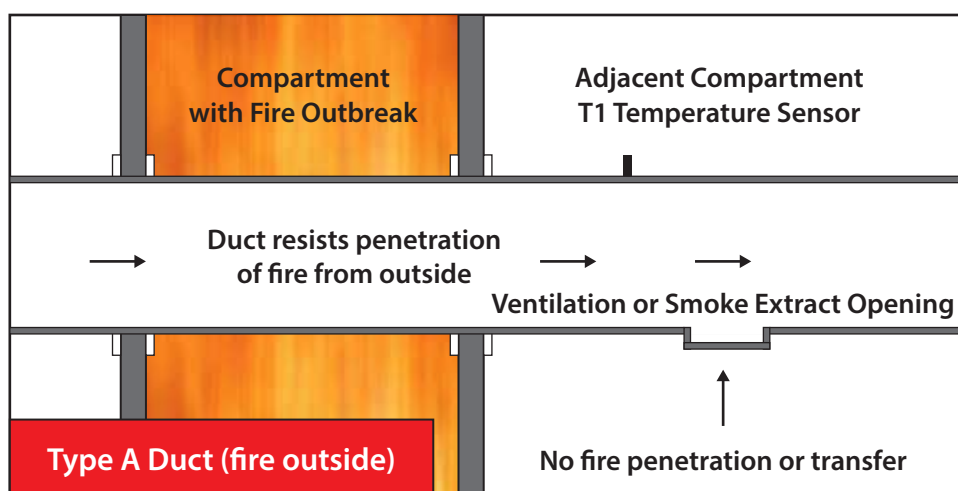 Compartment
with Fire Outbreak
Adjacent Compartment
T1 Temperature Sensor
Duct resists penetration
of fire from outside
Ventilation or Smoke Extract Opening
Type A Duct (fire outside)
No fire penetration or transfer